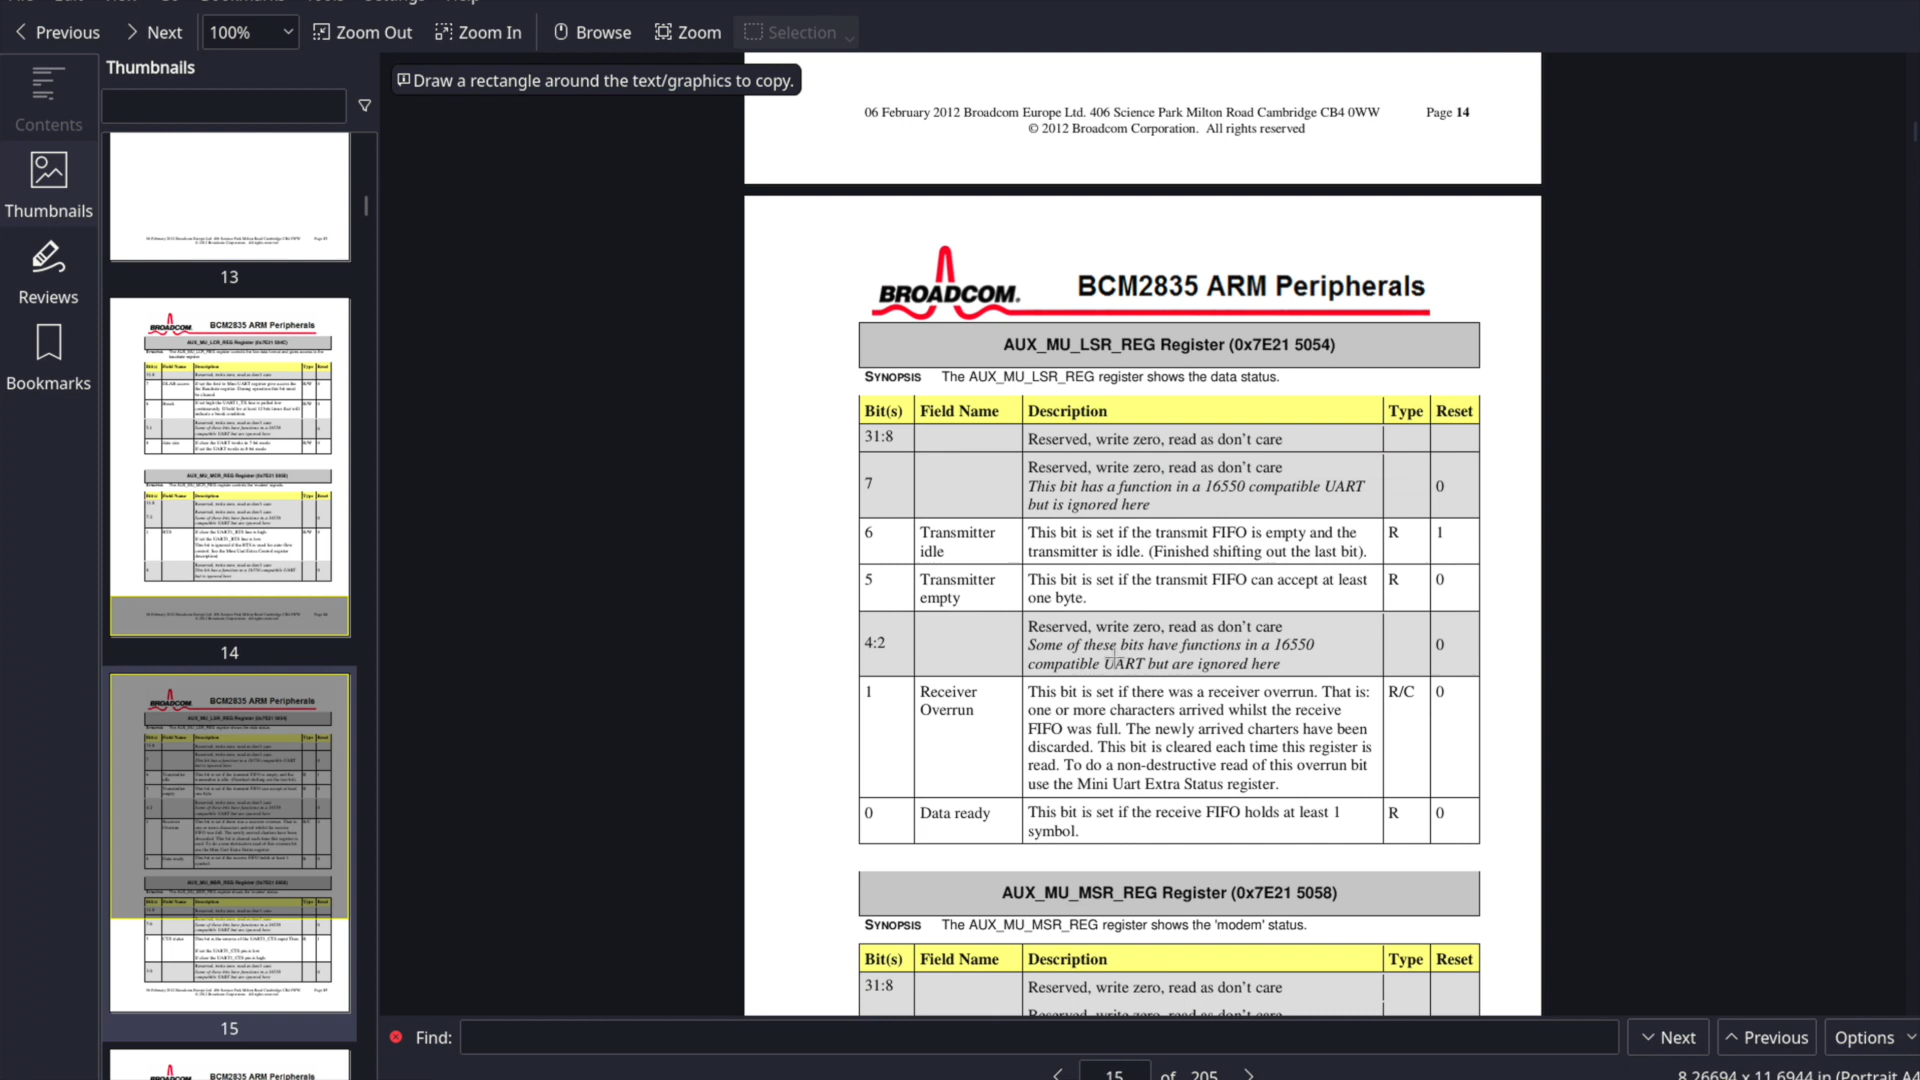 Previous
Next
100%
Zoom Out
Zoom In
Browse
Zoom
Selection
Contents
Thumbnails
Reviews
Bookmarks
Thumbnails
13
14
15
Draw a rectangle around the text/graphics to copy.
06 February 2012 Broadcom Europe Ltd. 406 Science Park Milton Road Cambridge CB4 0WW Page 14
© 2012 Broadcom Corporation. All rights reserved
BROADCOM. BCM2835 ARM Peripherals
AUX_MU_LSR_REG Register (0x7E21 5054)
SYNOPSIS The AUX_MU_LSR_REG register shows the data status.
Bit(s) Field Name Description Type Reset
31:8 Reserved, write zero, read as don’t care
7 Reserved, write zero, read as don’t care
This bit has a function in a 16550 compatible UART
but is ignored here 0
6 Transmitter idle This bit is set if the transmit FIFO is empty and the R 1
transmitter is idle. (Finished shifting out the last bit).
5 Transmitter empty This bit is set if the transmit FIFO can accept at least R 0
one byte.
4:2 Reserved, write zero, read as don’t care
Some of these bits have functions in a 16550 0
compatible UART but are ignored here
1 Receiver Overrun This bit is set if there was a receiver overrun. That is: R/C 0
one or more characters arrived whilst the receive
FIFO was full. The newly arrived charters have been
discarded. This bit is cleared each time this register is
read. To do a non-destructive read of this overrun bit
use the Mini Uart Extra Status register.
0 Data ready This bit is set if the receive FIFO holds at least 1 R 0
symbol.
AUX_MU_MSR_REG Register (0x7E21 5058)
SYNOPSIS The AUX_MU_MSR_REG register shows the 'modem' status.
Bit(s) Field Name Description Type Reset
31:8 Reserved, write zero, read as don’t care
Reserved, write zero, read as don’t care
Find:
Next
Previous
Options
15 of 205
8.26694 x 11.6944 in (Portrait A4